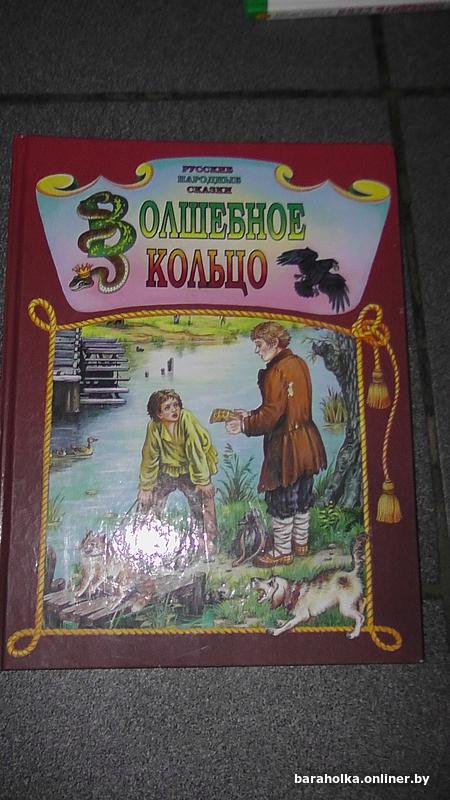 РУССКИЕ
НАРОДНЫЕ
СКАЗКИ
ВОЛШЕБНОЕ
КОЛЬЦО
baraholka.onliner.by